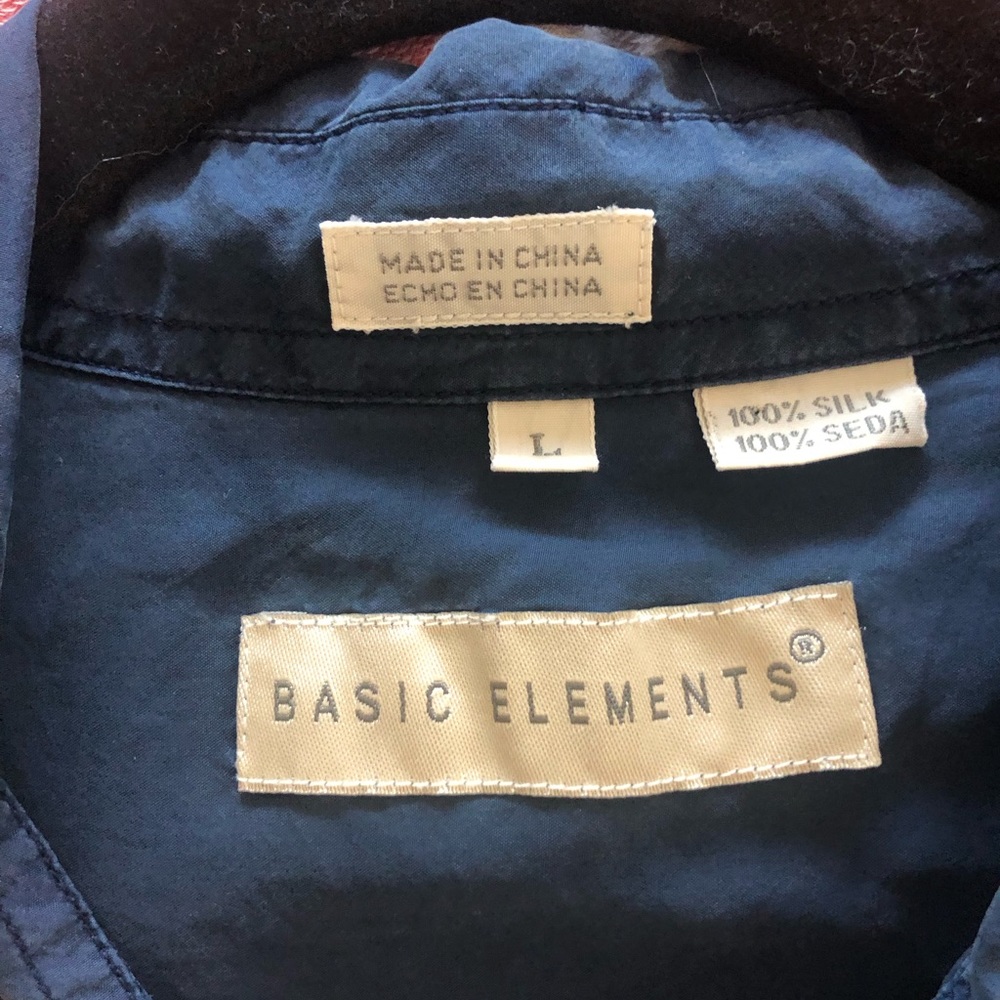 MADE IN CHINA
ECHO EN CHINA
L
100% SILK
100% SEDA
BASIC ELEMENTS®